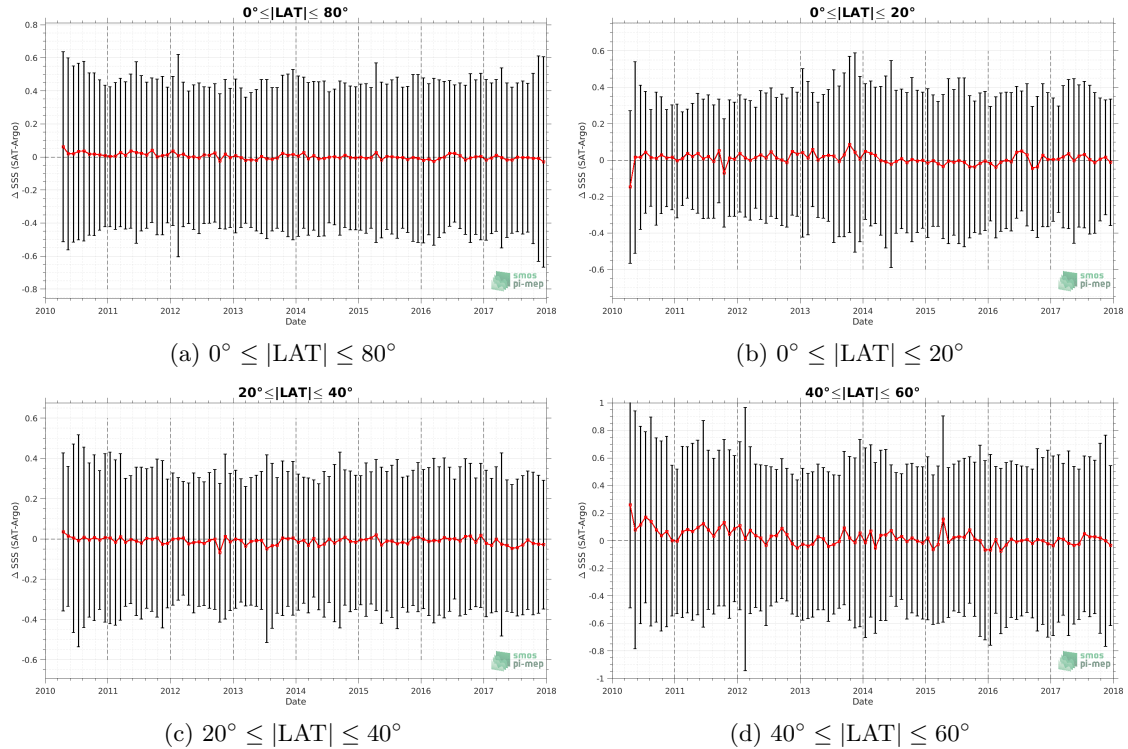 0°≤|LAT|≤ 80°
0.8
0.6
0.4
0.2
0
-0.2
-0.4
-0.6
-0.8
Δ SSS (SAT-Argo)
2010 2011 2012 2013 2014 2015 2016 2017 2018
Date
smos
pi-mep
(a) 0° ≤ |LAT| ≤ 80°
0°≤|LAT|≤ 20°
0.6
0.4
0.2
0
-0.2
-0.4
-0.6
Δ SSS (SAT-Argo)
2010 2011 2012 2013 2014 2015 2016 2017 2018
Date
smos
pi-mep
(b) 0° ≤ |LAT| ≤ 20°
20°≤|LAT|≤ 40°
0.6
0.4
0.2
0
-0.2
-0.4
-0.6
Δ SSS (SAT-Argo)
2010 2011 2012 2013 2014 2015 2016 2017 2018
Date
smos
pi-mep
(c) 20° ≤ |LAT| ≤ 40°
40°≤|LAT|≤ 60°
1
0.8
0.6
0.4
0.2
0
-0.2
-0.4
-0.6
-0.8
-1
Δ SSS (SAT-Argo)
2010 2011 2012 2013 2014 2015 2016 2017 2018
Date
smos
pi-mep
(d) 40° ≤ |LAT| ≤ 60°